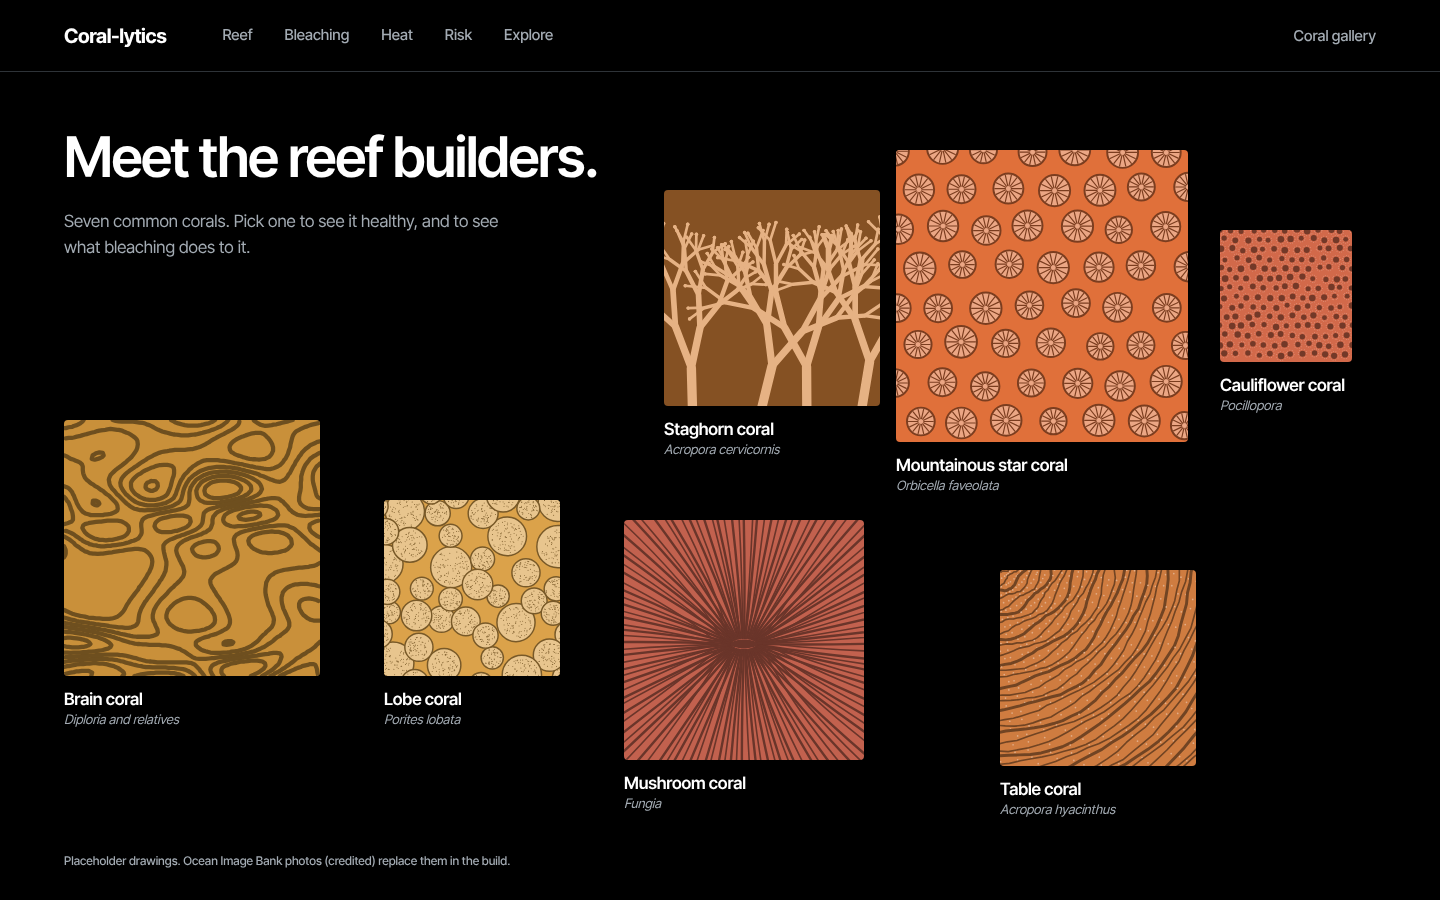 Coral-lytics
Reef
Bleaching
Heat
Risk
Explore
Coral gallery
Meet the reef builders.
Seven common corals. Pick one to see it healthy, and to see
what bleaching does to it.
Staghorn coral
Acropora cervicornis
Mountainous star coral
Orbicella faveolata
Cauliflower coral
Pocillopora
Brain coral
Diploria and relatives
Lobe coral
Porites lobata
Mushroom coral
Fungia
Table coral
Acropora hyacinthus
Placeholder drawings. Ocean Image Bank photos (credited) replace them in the build.